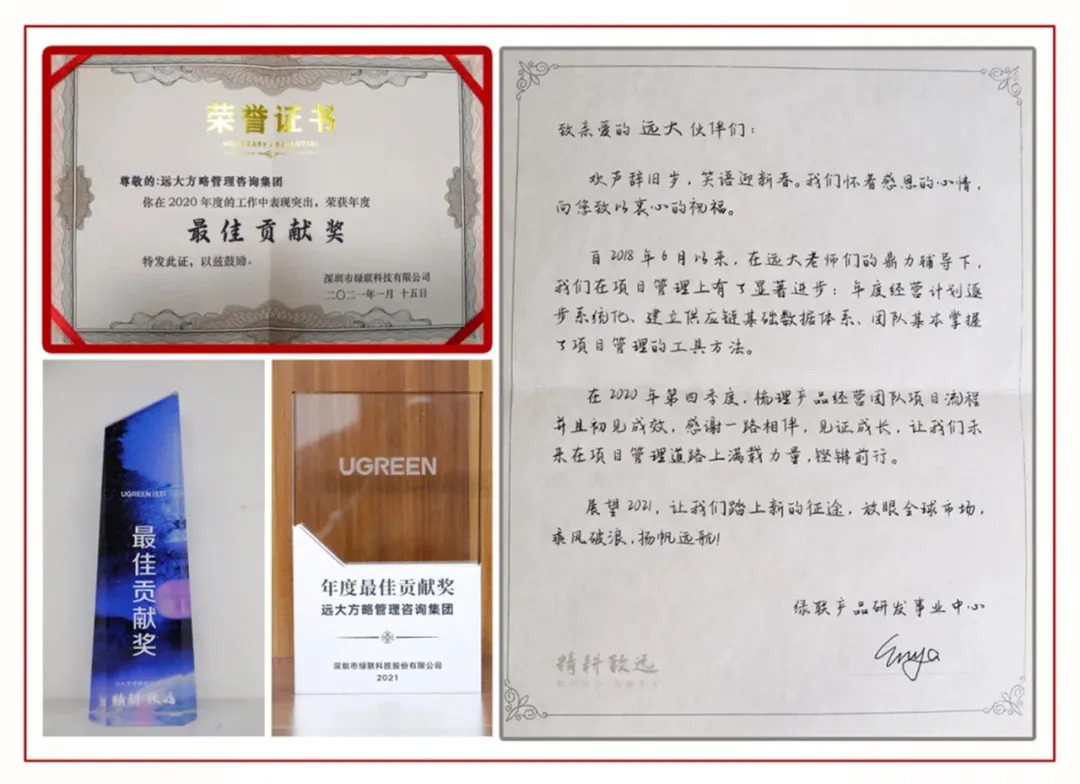 荣誉证书
HONORARY CREDENTIAL
尊敬的:远大方略管理咨询集团
你在 2020 年度的工作中表现突出，荣获年度
最佳贡献奖
特发此证，以兹鼓励。
深圳市绿联科技有限公司
二〇二一年一月 十五日
UGREEN 绿联
最佳贡献奖
精科致远
UGREEN
年度最佳贡献奖
远大方略管理咨询集团
深圳市绿联科技股份有限公司
2021
致亲爱的 远大 伙伴们：
欢声辞旧岁，笑语迎新春。我们怀着感恩的心情，
向您致以衷心的祝福。
自2018年6月以来，在远大老师们的鼎力辅导下，
我们在项目管理上有了显著进步：年度经营计划逐
步系统化、建立供应链基础数据体系、团队基本掌握
了项目管理的工具方法。
在2020年第四季度，梳理产品经营团队项目流程
并且初见成效，感谢一路相伴，见证成长，让我们未
来在项目管理道路上满载力量，铿锵前行。
展望2021，让我们踏上新的征途，放眼全球市场，
乘风破浪，扬帆远航！
绿联产品研发事业中心
Emya
精科致远